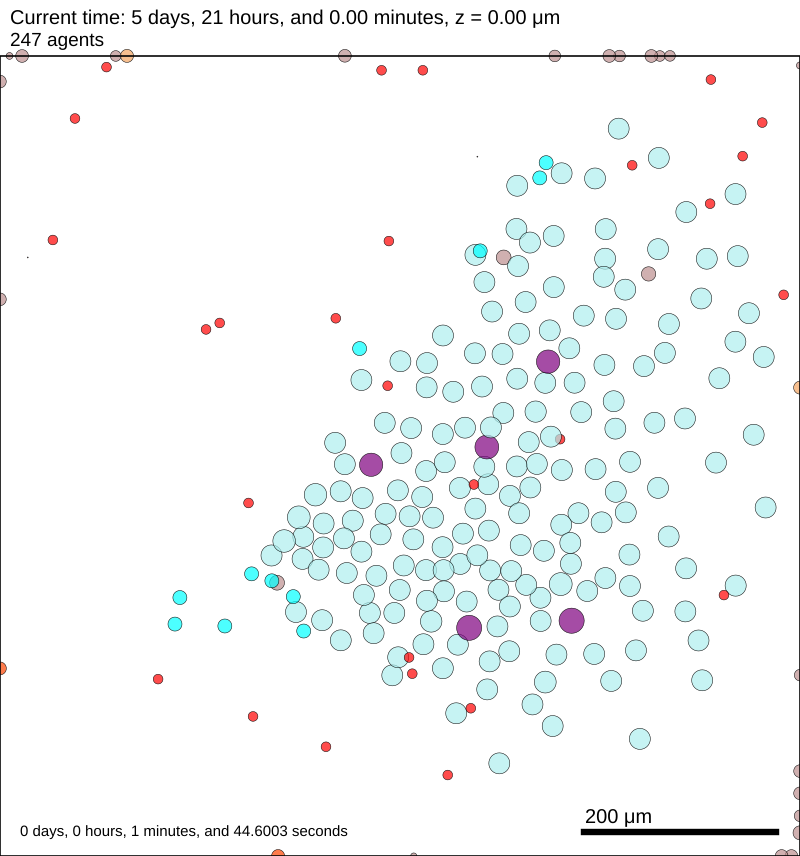 Current time: 5 days, 21 hours, and 0.00 minutes, z = 0.00 μm
247 agents
200 μm
0 days, 0 hours, 1 minutes, and 44.6003 seconds